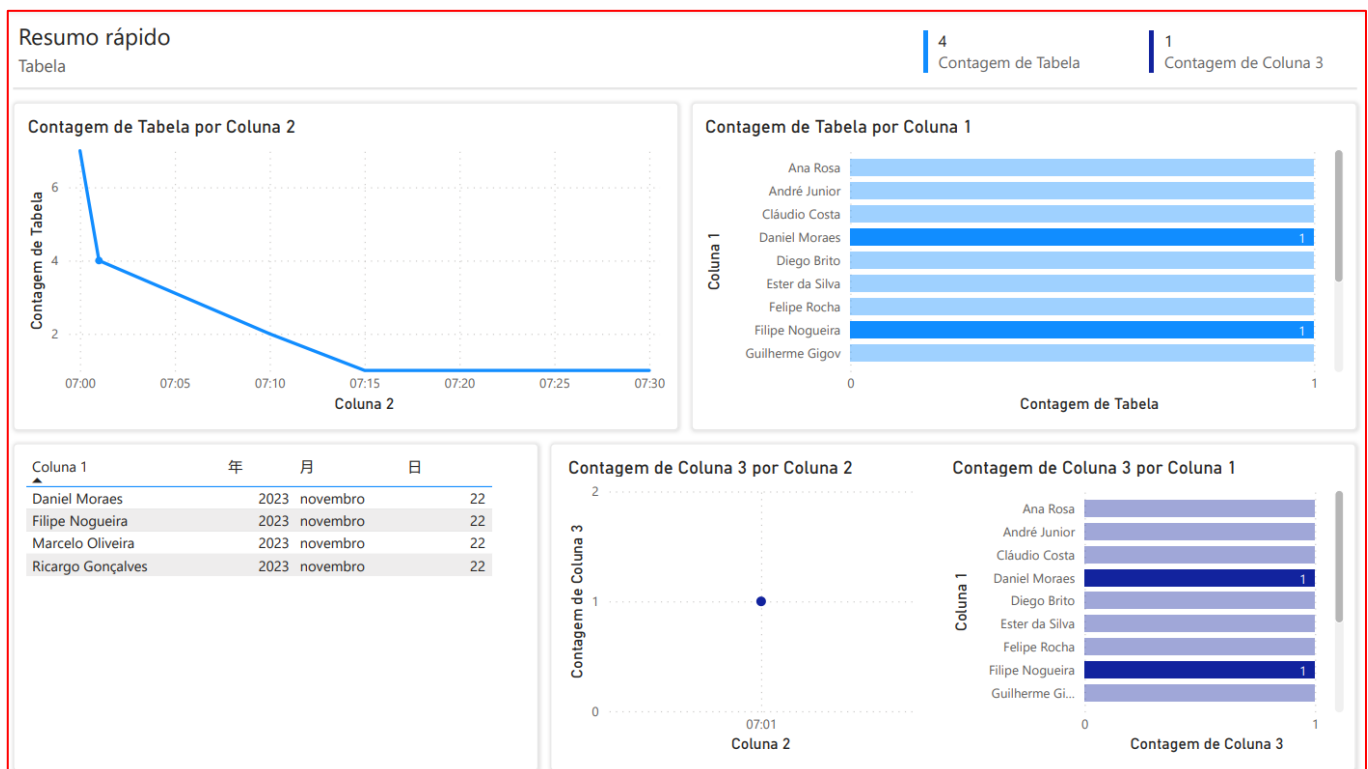 Resumo rápido
Tabela
4
Contagem de Tabela
1
Contagem de Coluna 3
Contagem de Tabela por Coluna 2
Contagem de Tabela
6
4
2
07:00 07:05 07:10 07:15 07:20 07:25 07:30
Coluna 2
Contagem de Tabela por Coluna 1
Coluna 1
Ana Rosa
André Junior
Cláudio Costa
Daniel Moraes 1
Diego Brito
Ester da Silva
Felipe Rocha
Filipe Nogueira 1
Guilherme Gigov
0 1
Contagem de Tabela
Coluna 1 年 月 日
Daniel Moraes 2023 novembro 22
Filipe Nogueira 2023 novembro 22
Marcelo Oliveira 2023 novembro 22
Ricargo Gonçalves 2023 novembro 22
Contagem de Coluna 3 por Coluna 2
Contagem de Coluna 3
2
1
0
07:01
Coluna 2
Contagem de Coluna 3 por Coluna 1
Coluna 1
Ana Rosa
André Junior
Cláudio Costa
Daniel Moraes 1
Diego Brito
Ester da Silva
Felipe Rocha
Filipe Nogueira 1
Guilherme Gi...
0 1
Contagem de Coluna 3